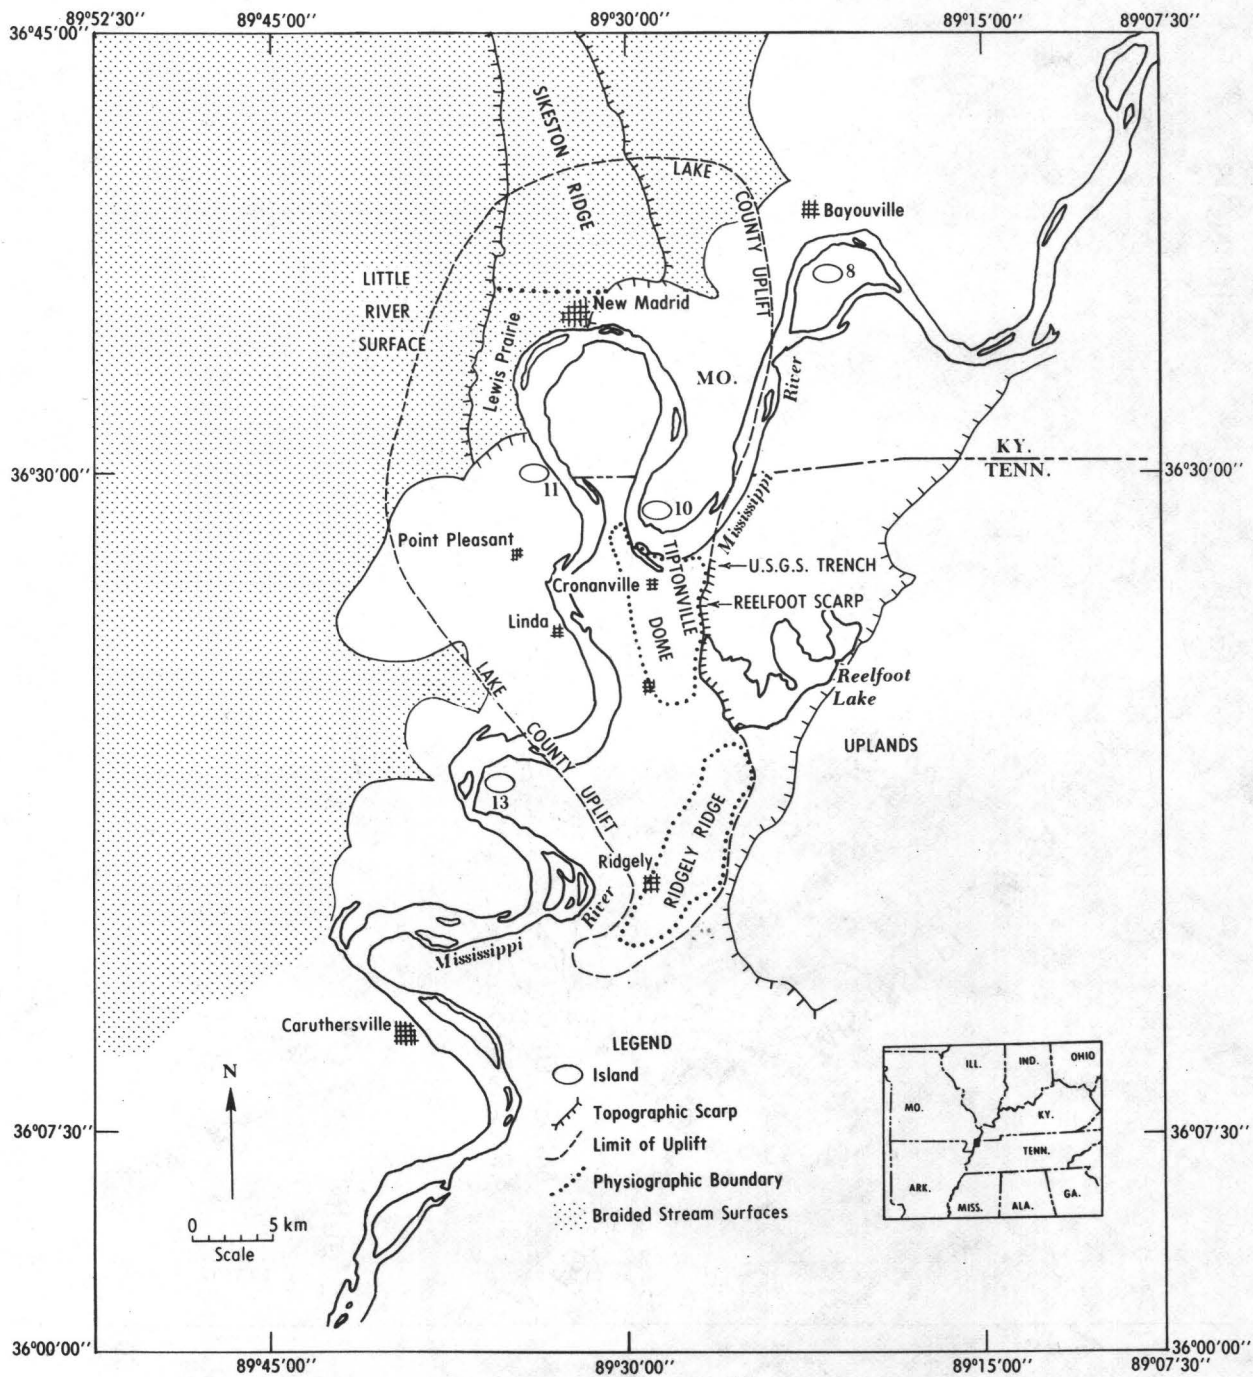 89°52'30'' 89°45'00'' 89°30'00'' 89°15'00'' 89°07'30''
36°45'00'' 36°45'00''
SIKESTON
RIDGE
LAKE
COUNTY UPLIFT
Bayouville
8
LITTLE
RIVER
SURFACE
New Madrid
Lewis Prairie
MO.
River
KY.
TENN.
36°30'00'' 36°30'00''
11
10
Mississippi
Point Pleasant
TIPTONVILLE
DOME
U.S.G.S. TRENCH
Cronanville
REELFOOT SCARP
Linda
LAKE
COUNTY
UPLIFT
Reelfoot
Lake
UPLANDS
13
Ridgely
RIDGELY RIDGE
River
Mississippi
Caruthersville
LEGEND
Island
Topographic Scarp
Limit of Uplift
Physiographic Boundary
Braided Stream Surfaces
N
0 5 km
Scale
ILL. IND. OHIO
MO.
KY.
TENN.
ARK.
MISS. ALA. GA.
36°07'30'' 36°07'30''
36°00'00'' 36°00'00''
89°45'00'' 89°30'00'' 89°15'00'' 89°07'30''